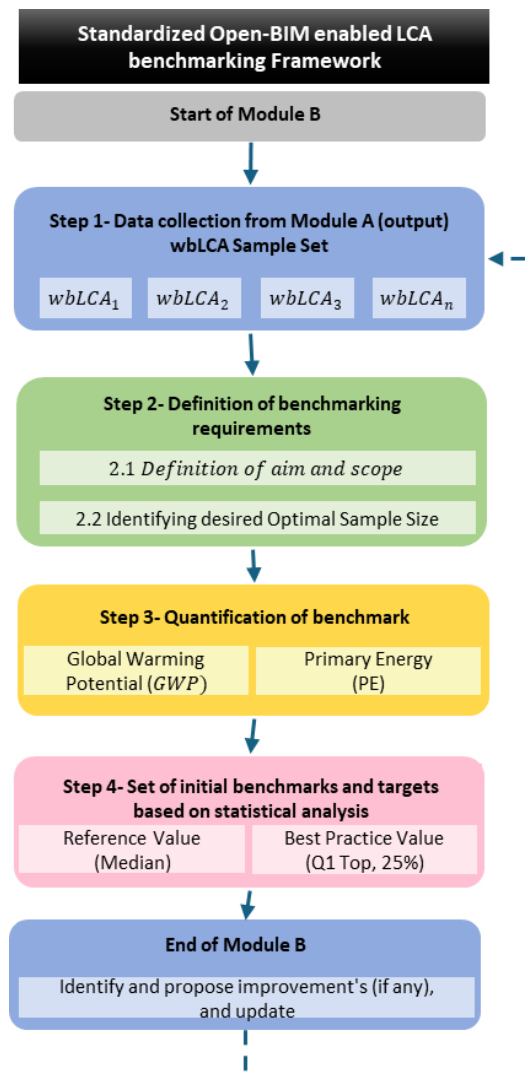 Standardized Open-BIM enabled LCA
benchmarking Framework
Start of Module B
Step 1- Data collection from Module A (output)
wbLCA Sample Set
wbLCA₁ wbLCA₂ wbLCA₃ wbLCAₙ
Step 2- Definition of benchmarking
requirements
2.1 Definition of aim and scope
2.2 Identifying desired Optimal Sample Size
Step 3- Quantification of benchmark
Global Warming
Potential (GWP)
Primary Energy
(PE)
Step 4- Set of initial benchmarks and targets
based on statistical analysis
Reference Value
(Median)
Best Practice Value
(Q1 Top, 25%)
End of Module B
Identify and propose improvement's (if any),
and update